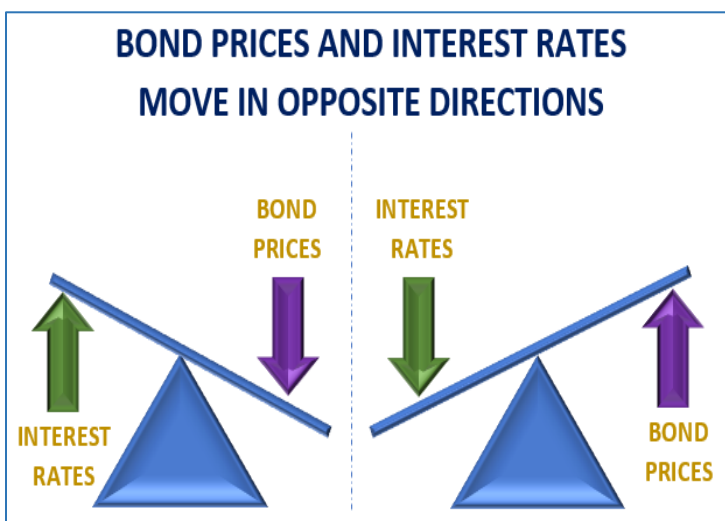 BOND PRICES AND INTEREST RATES
MOVE IN OPPOSITE DIRECTIONS
BOND
PRICES
INTEREST
RATES
INTEREST
RATES
BOND
PRICES